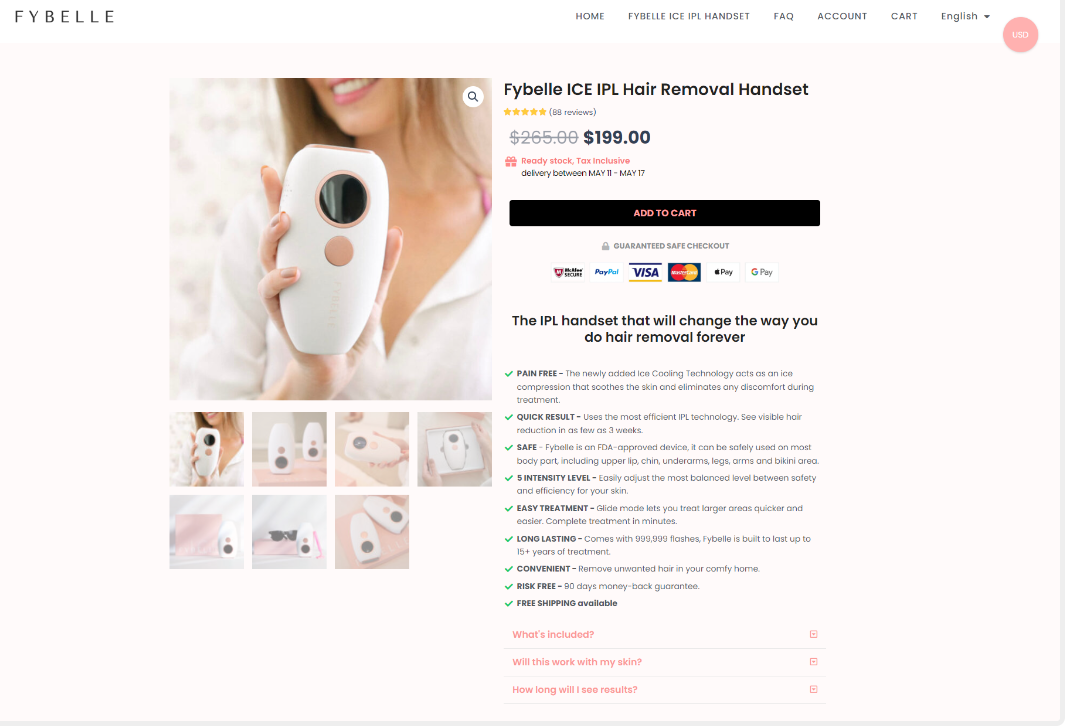 FYBELLE
HOME FYBELLE ICE IPL HANDSET FAQ ACCOUNT CART English
USD
Fybelle ICE IPL Hair Removal Handset
(88 reviews)
$265.00 $199.00
Ready stock, Tax Inclusive
delivery between MAY 11 - MAY 17
ADD TO CART
GUARANTEED SAFE CHECKOUT
McAfee SECURE PayPal VISA MasterCard Pay G Pay
The IPL handset that will change the way you
do hair removal forever
PAIN FREE - The newly added Ice Cooling Technology acts as an ice
compression that soothes the skin and eliminates any discomfort during
treatment.
QUICK RESULT - Uses the most efficient IPL technology. See visible hair
reduction in as few as 3 weeks.
SAFE - Fybelle is an FDA-approved device, it can be safely used on most
body part, including upper lip, chin, underarms, legs, arms and bikini area.
5 INTENSITY LEVEL - Easily adjust the most balanced level between safety
and efficiency for your skin.
EASY TREATMENT - Glide mode lets you treat larger areas quicker and
easier. Complete treatment in minutes.
LONG LASTING - Comes with 999,999 flashes, Fybelle is built to last up to
15+ years of treatment.
CONVENIENT - Remove unwanted hair in your comfy home.
RISK FREE - 90 days money-back guarantee.
FREE SHIPPING available
What's included?
Will this work with my skin?
How long will I see results?